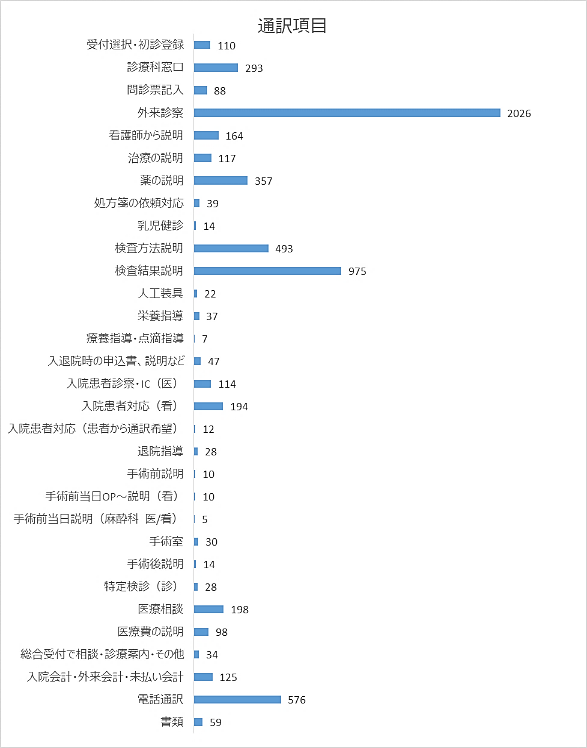 通訳項目
受付選択・初診登録 110
診療科窓口 293
問診票記入 88
外来診察 2026
看護師から説明 164
治療の説明 117
薬の説明 357
処方箋の依頼対応 39
乳児健診 14
検査方法説明 493
検査結果説明 975
人工装具 22
栄養指導 37
療養指導・点滴指導 7
入退院時の申込書、説明など 47
入院患者診察・IC（医） 114
入院患者対応（看） 194
入院患者対応（患者から通訳希望） 12
退院指導 28
手術前説明 10
手術前当日OP～説明（看） 10
手術前当日説明（麻酔科 医/看） 5
手術室 30
手術後説明 14
特定検診（診） 28
医療相談 198
医療費の説明 98
総合受付で相談・診療案内・その他 34
入院会計・外来会計・未払い会計 125
電話通訳 576
書類 59